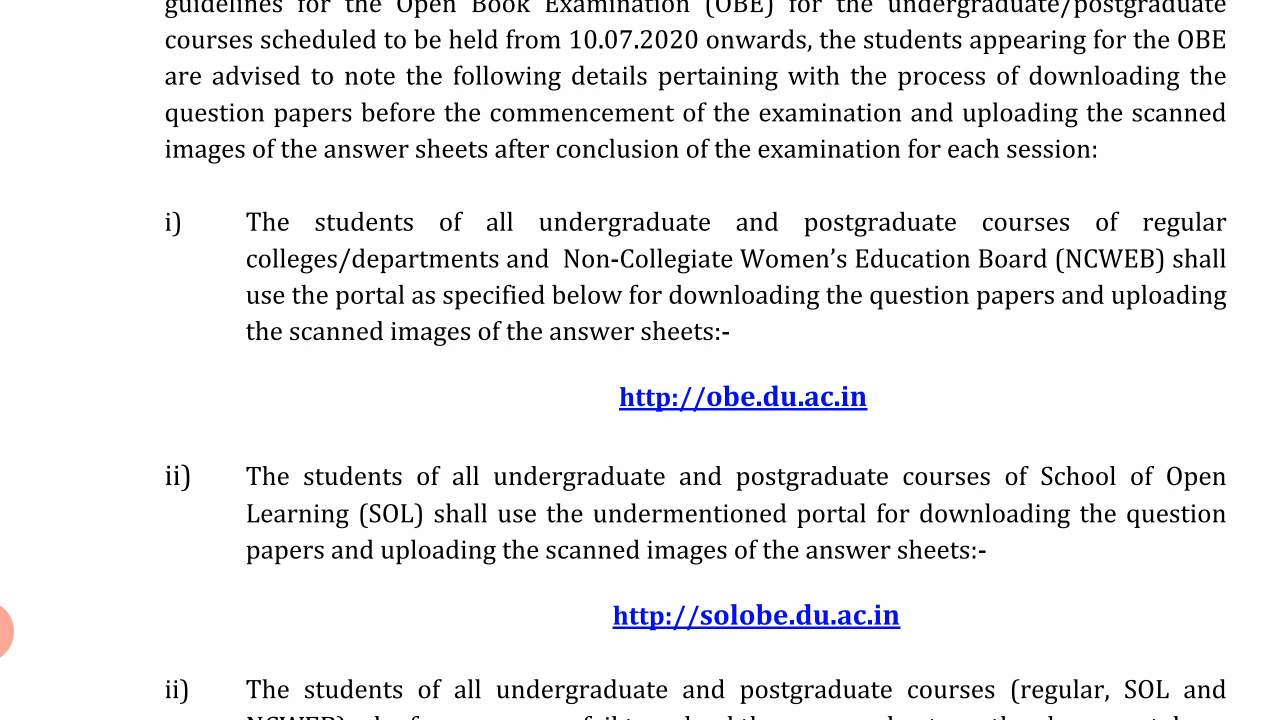 guidelines for the Open Book Examination (OBE) for the undergraduate/postgraduate
courses scheduled to be held from 10.07.2020 onwards, the students appearing for the OBE
are advised to note the following details pertaining with the process of downloading the
question papers before the commencement of the examination and uploading the scanned
images of the answer sheets after conclusion of the examination for each session:
i) The students of all undergraduate and postgraduate courses of regular
colleges/departments and Non-Collegiate Women’s Education Board (NCWEB) shall
use the portal as specified below for downloading the question papers and uploading
the scanned images of the answer sheets:-
http://obe.du.ac.in
ii) The students of all undergraduate and postgraduate courses of School of Open
Learning (SOL) shall use the undermentioned portal for downloading the question
papers and uploading the scanned images of the answer sheets:-
http://solobe.du.ac.in
ii) The students of all undergraduate and postgraduate courses (regular, SOL and